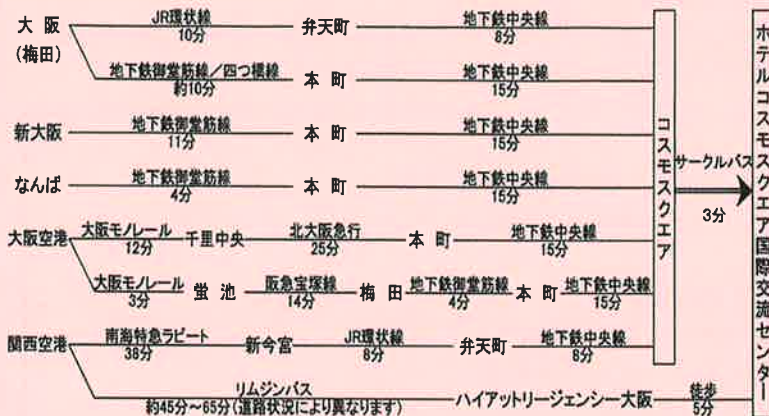 大阪 JR環状線 弁天町 地下鉄中央線
(梅田) 10分 8分
地下鉄御堂筋線／四つ橋線 本町 地下鉄中央線
約10分 15分
新大阪 地下鉄御堂筋線 本町 地下鉄中央線
11分 15分
なんば 地下鉄御堂筋線 本町 地下鉄中央線
4分 15分
大阪空港 大阪モノレール 千里中央 北大阪急行 本町 地下鉄中央線
12分 25分 15分
大阪モノレール 蛍池 阪急宝塚線 梅田 地下鉄御堂筋線 本町 地下鉄中央線
3分 14分 4分 15分
関西空港 南海特急ラピート 新今宮 JR環状線 弁天町 地下鉄中央線
38分 8分 8分
リムジンバス ハイアットリージェンシー大阪 徒歩
約45分～65分(道路状況により異なります) 5分
コスモスクエア
サークルバス
3分
ホテルコスモスクエア国際交流センター